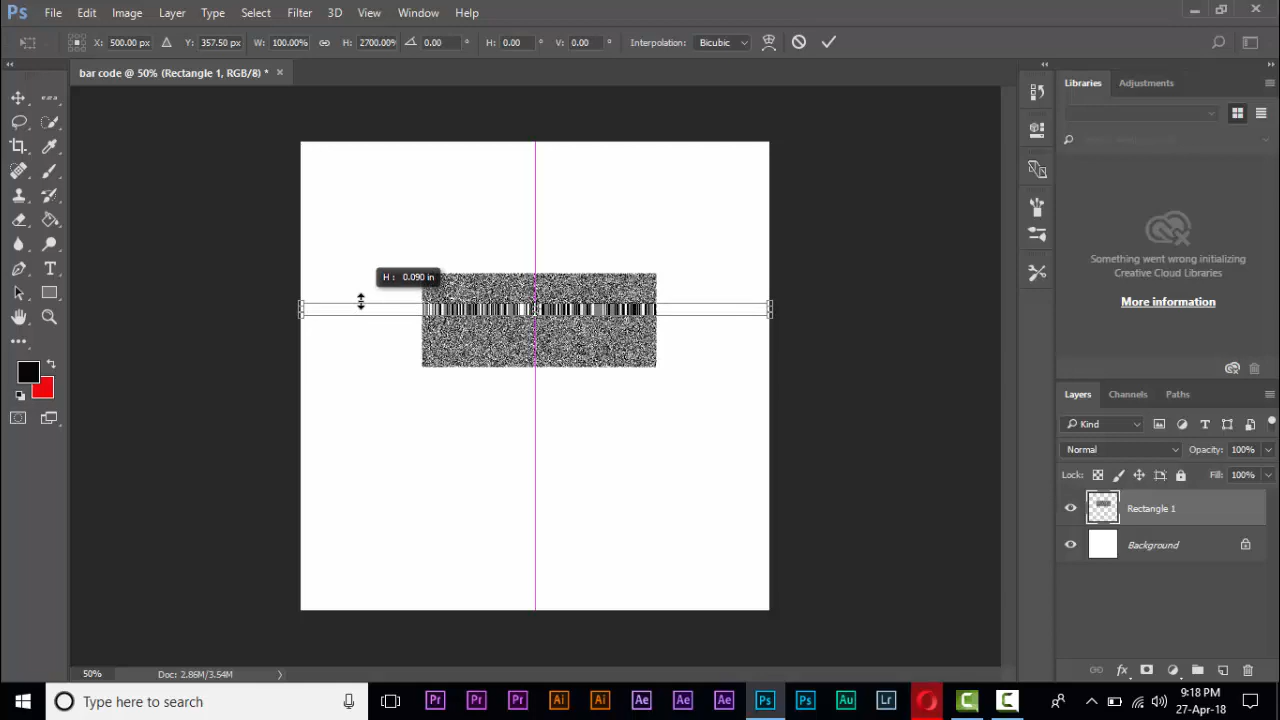 Ps File Edit Image Layer Type Select Filter 3D View Window Help
X: 500.00 px Y: 357.50 px W: 100.00% H: 2700.00% 0.00 ° H: 0.00 ° V: 0.00 ° Interpolation: Bicubic
bar code @ 50% (Rectangle 1, RGB/8) * ×
Libraries Adjustments
H : 0.090 in
Something went wrong initializing
Creative Cloud Libraries
More information
Layers Channels Paths
Kind
Normal Opacity: 100%
Lock: Fill: 100%
Rectangle 1
Background
50% Doc: 2.86M/3.54M
Type here to search
Pr Pr Pr Ai Ai Ae Ae Ae Ps Ps Au Lr
9:18 PM
27-Apr-18